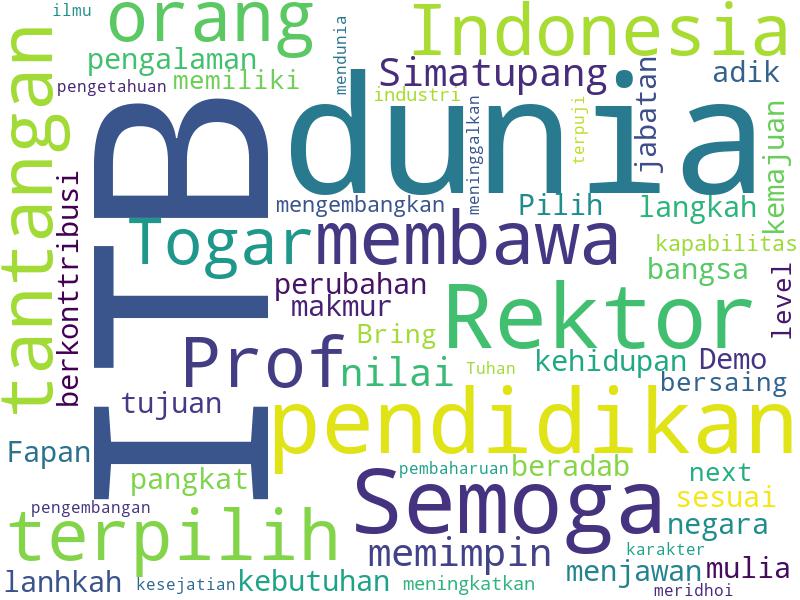 ilmu
orang
mendunia
Indonesia
pengalaman
pengetahuan
memiliki
Simatupang
industri
adik
tantangan
ITB
dunia
meninggalkan
terpuji
jabatan
kemajuan
berkonttribusi
mengembangkan
Pilih
langkah
Togar
membawa
kapabilitas
bangsa
perubahan
makmur
Rektor
level
Bring
Prof
nilai
Tuhan
kehidupan
Demo
bersaing
tujuan
pendidikan
Fapan
pangkat
Semoga
pembaharuan
beradab
next
sesuai
pengembangan
terpilih
negara
memimpin
karakter
lanhkah
kesejatian
kebutuhan
meningkatkan
menjawan
mulia
meridhoi